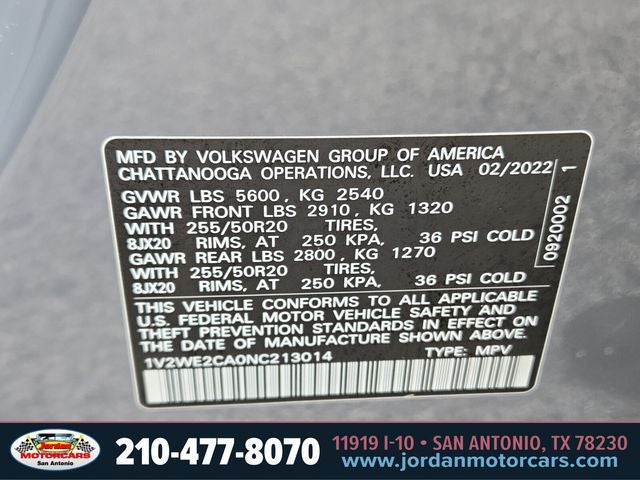 MFD BY VOLKSWAGEN GROUP OF AMERICA
CHATTANOOGA OPERATIONS, LLC. USA 02/2022
GVWR LBS 5600, KG 2540
GAWR FRONT LBS 2910, KG 1320
WITH 255/50R20 TIRES,
8JX20 RIMS, AT 250 KPA, 36 PSI COLD
GAWR REAR LBS 2800, KG 1270
WITH 255/50R20 TIRES,
8JX20 RIMS, AT 250 KPA, 36 PSI COLD
THIS VEHICLE CONFORMS TO ALL APPLICABLE
U.S. FEDERAL MOTOR VEHICLE SAFETY AND
THEFT PREVENTION STANDARDS IN EFFECT ON
THE DATE OF MANUFACTURE SHOWN ABOVE.
1V2WE2CA0NC213014 TYPE: MPV
0920002 1
Jordan
MOTORCARS
San Antonio
210-477-8070
11919 I-10 • SAN ANTONIO, TX 78230
www.jordanmotorcars.com